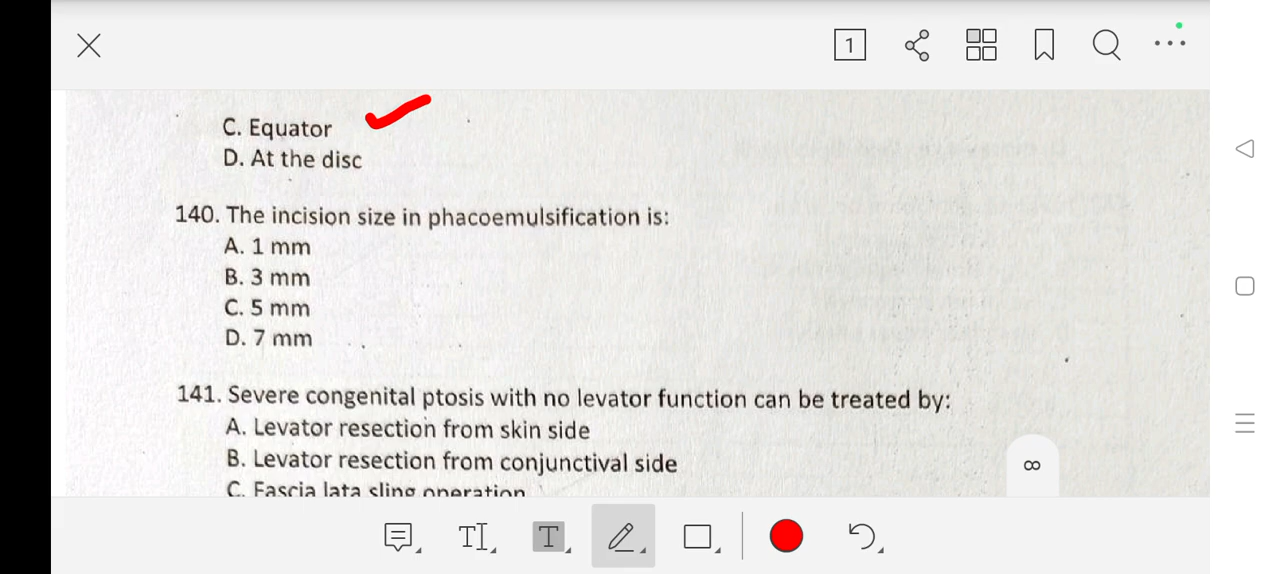 1
C. Equator
D. At the disc
140. The incision size in phacoemulsification is:
A. 1 mm
B. 3 mm
C. 5 mm
D. 7 mm
141. Severe congenital ptosis with no levator function can be treated by:
A. Levator resection from skin side
B. Levator resection from conjunctival side
C. Fascia lata sling operation
8
T
T